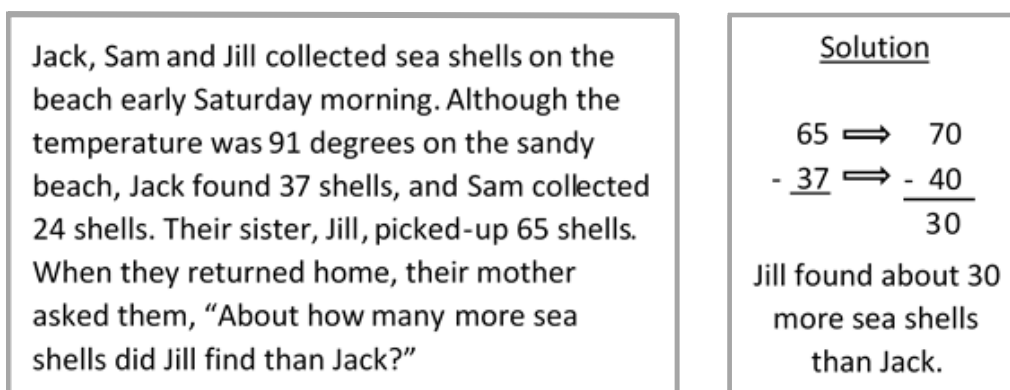 Jack, Sam and Jill collected sea shells on the
beach early Saturday morning. Although the
temperature was 91 degrees on the sandy
beach, Jack found 37 shells, and Sam collected
24 shells. Their sister, Jill, picked-up 65 shells.
When they returned home, their mother
asked them, “About how many more sea
shells did Jill find than Jack?”
Solution
65 ⟹ 70
- 37 ⟹ - 40
30
Jill found about 30
more sea shells
than Jack.